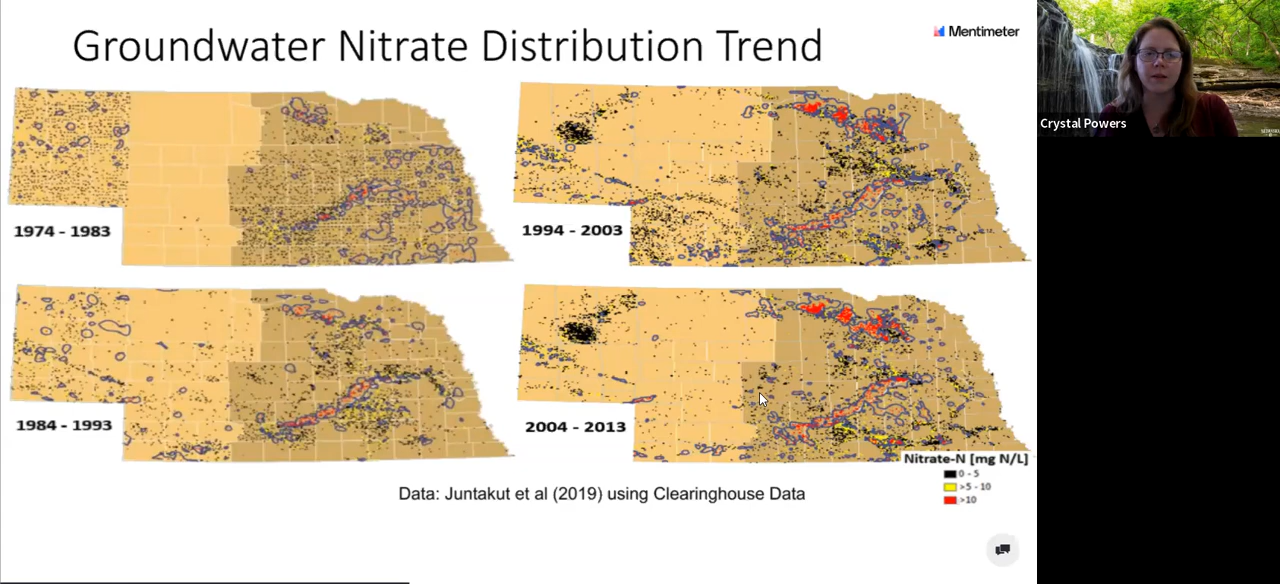 Groundwater Nitrate Distribution Trend
Mentimeter
Crystal Powers
1974 - 1983
1994 - 2003
1984 - 1993
2004 - 2013
Nitrate-N [mg N/L]
0 - 5
>5 - 10
>10
Data: Juntakut et al (2019) using Clearinghouse Data